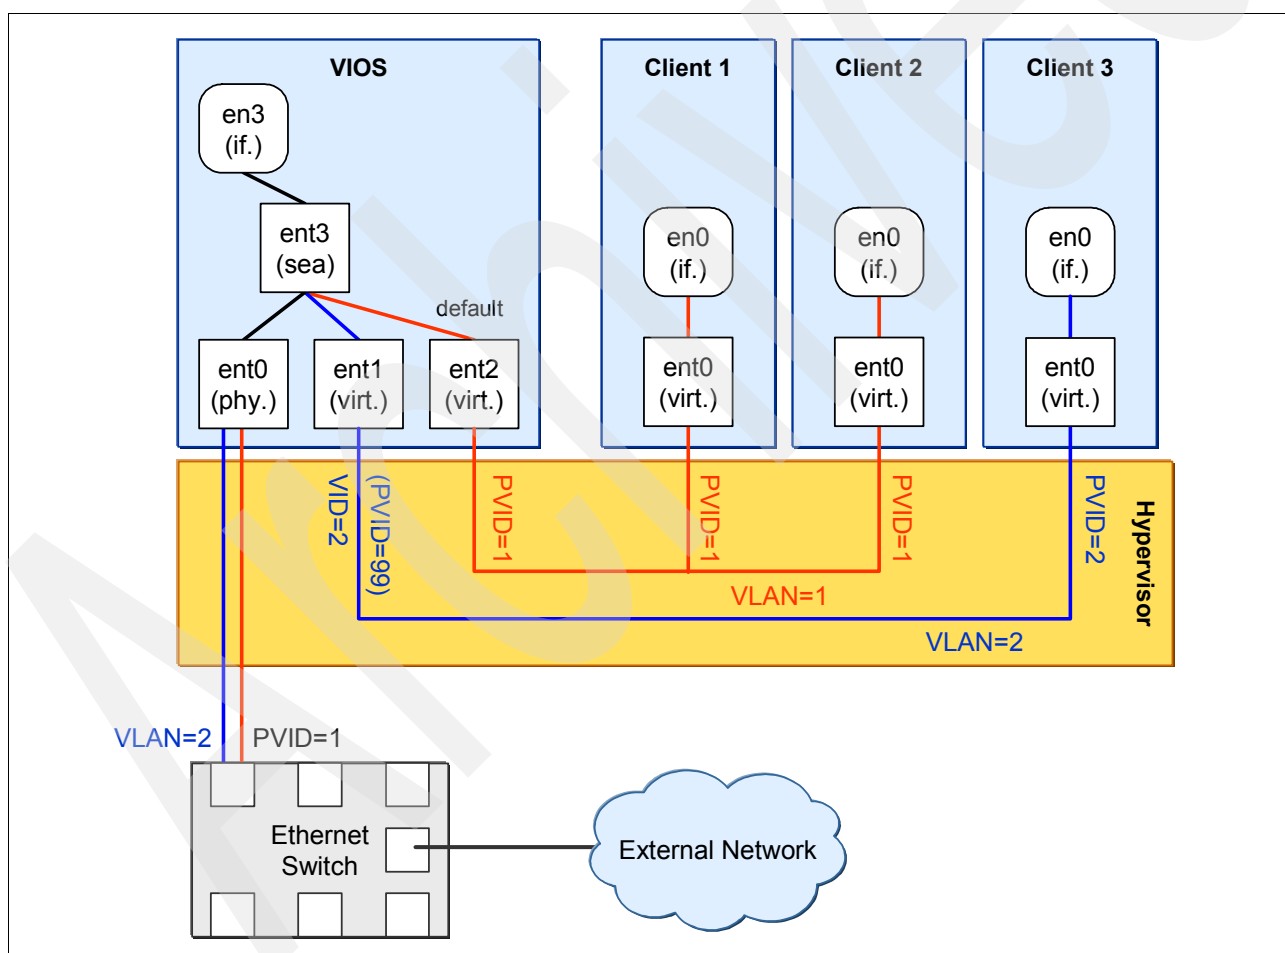 VIOS
Client 1
Client 2
Client 3
en3
(if.)
ent3
(sea)
default
en0
(if.)
en0
(if.)
en0
(if.)
ent0
(phy.)
ent1
(virt.)
ent2
(virt.)
ent0
(virt.)
ent0
(virt.)
ent0
(virt.)
(PVID=99)
VID=2
PVID=1
PVID=1
PVID=1
PVID=2
Hypervisor
VLAN=1
VLAN=2
VLAN=2
PVID=1
Ethernet
Switch
External Network